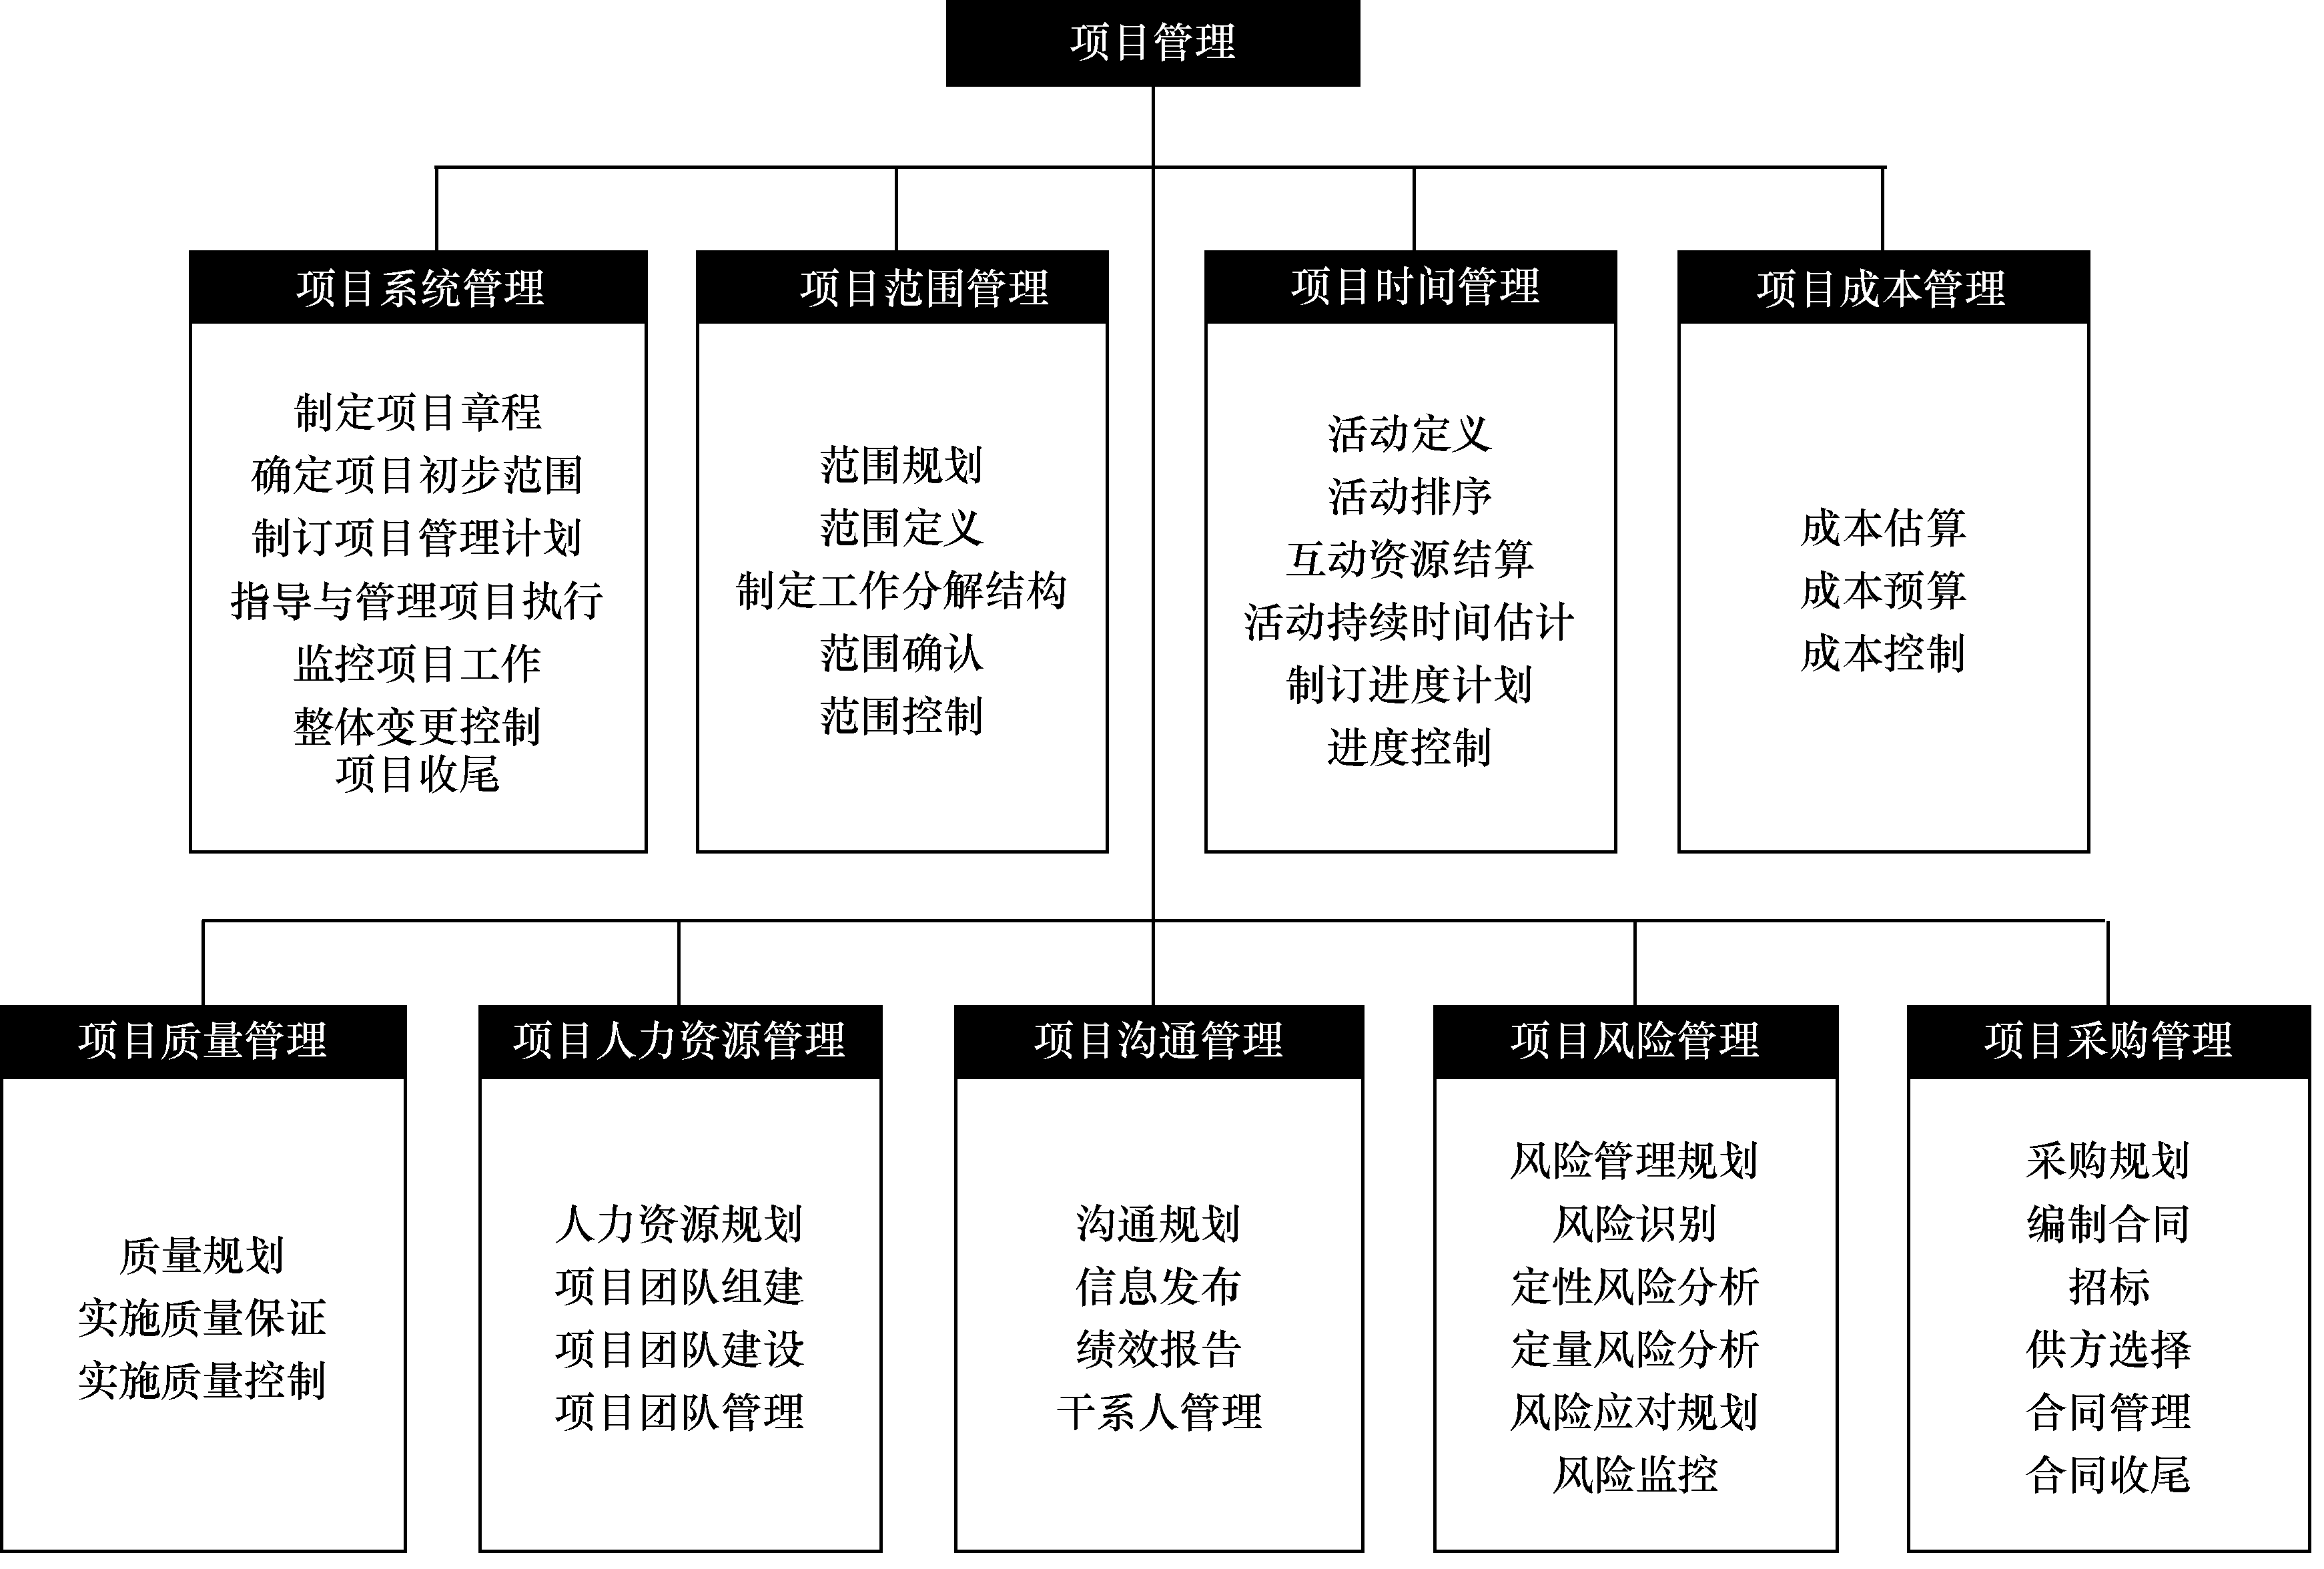 项目管理
项目系统管理
制定项目章程
确定项目初步范围
制订项目管理计划
指导与管理项目执行
监控项目工作
整体变更控制
项目收尾
项目范围管理
范围规划
范围定义
制定工作分解结构
范围确认
范围控制
项目时间管理
活动定义
活动排序
互动资源结算
活动持续时间估计
制订进度计划
进度控制
项目成本管理
成本估算
成本预算
成本控制
项目质量管理
质量规划
实施质量保证
实施质量控制
项目人力资源管理
人力资源规划
项目团队组建
项目团队建设
项目团队管理
项目沟通管理
沟通规划
信息发布
绩效报告
干系人管理
项目风险管理
风险管理规划
风险识别
定性风险分析
定量风险分析
风险应对规划
风险监控
项目采购管理
采购规划
编制合同
招标
供方选择
合同管理
合同收尾